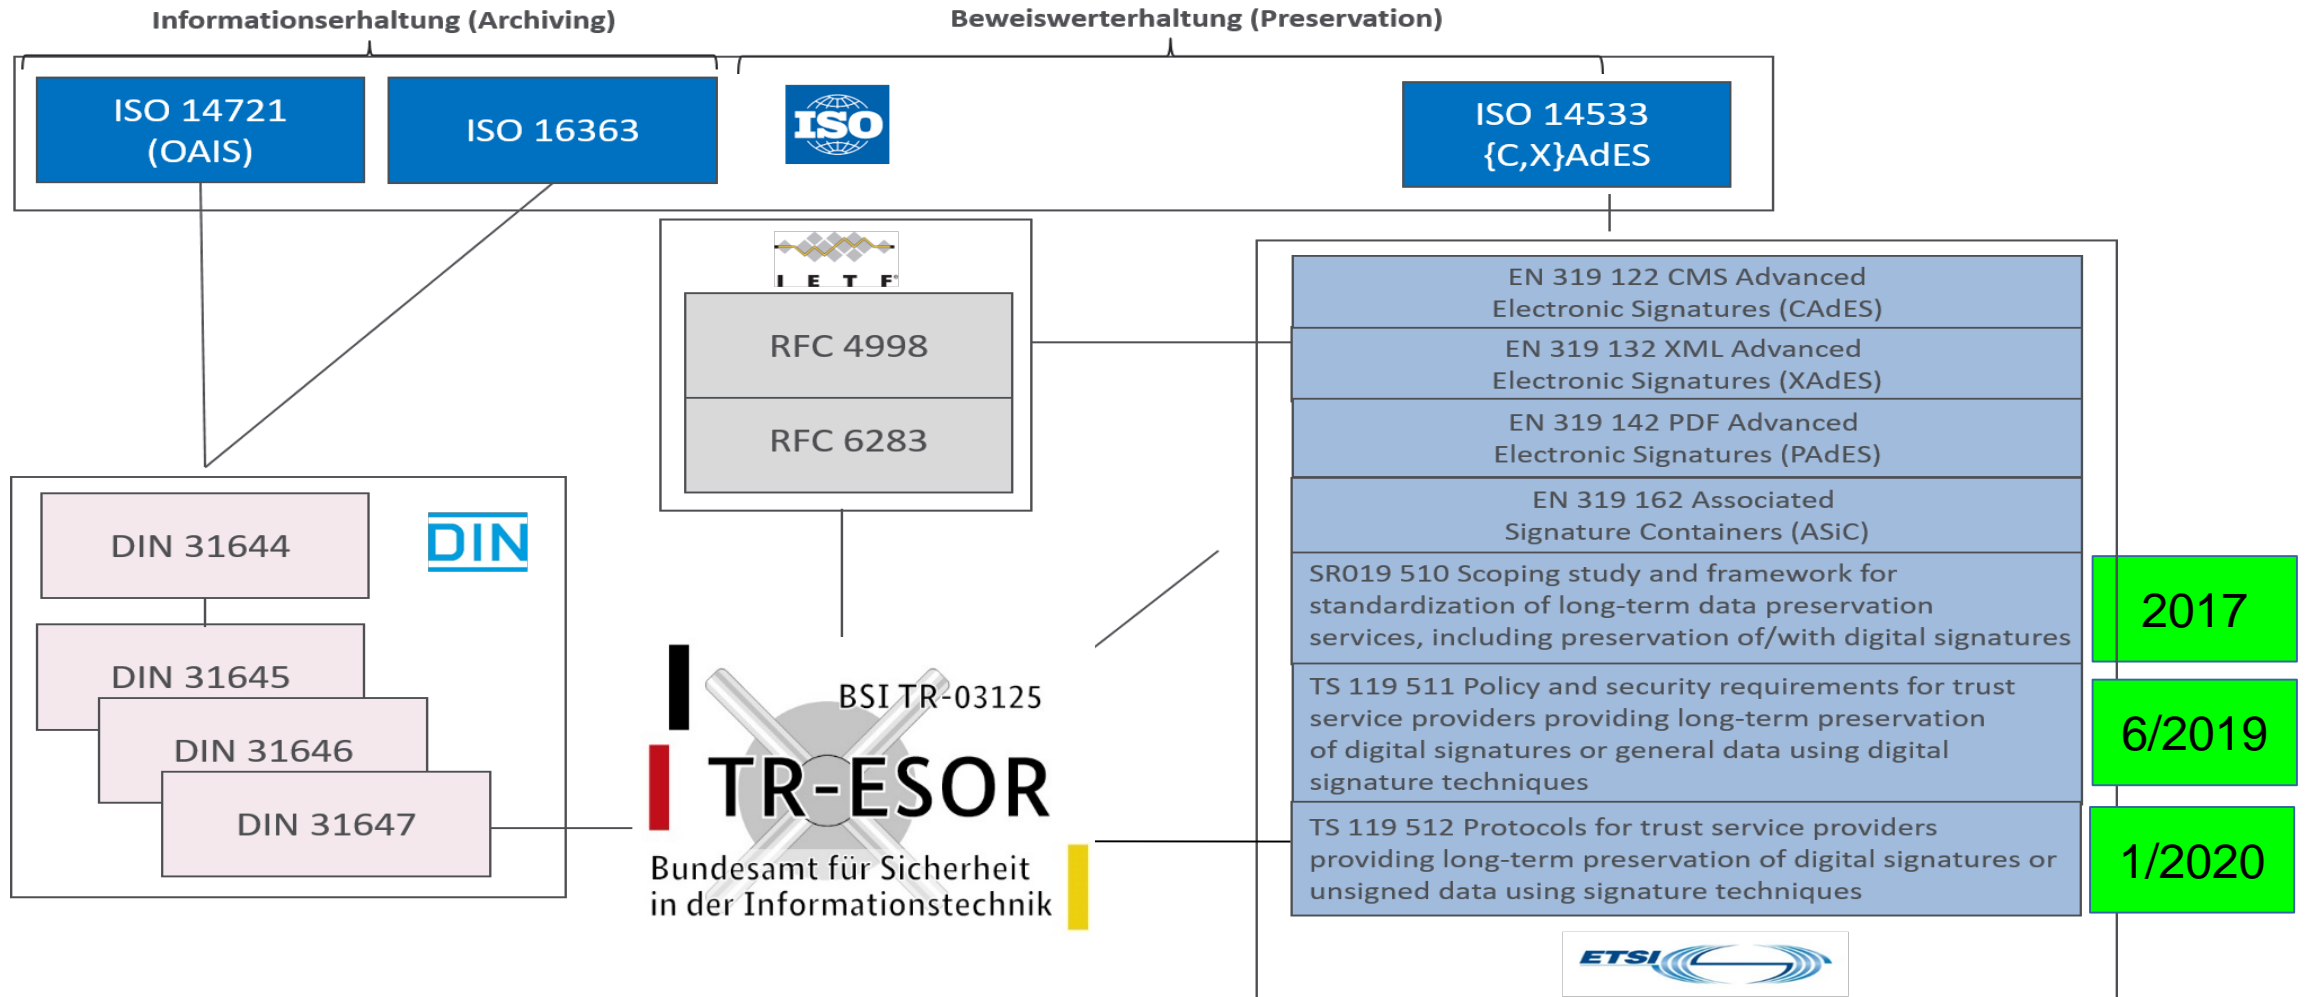 Informationserhaltung (Archiving)
Beweiswerterhaltung (Preservation)
ISO 14721
(OAIS)
ISO 16363
ISO
ISO 14533
{C,X}AdES
I E T F
RFC 4998
RFC 6283
DIN 31644
DIN
DIN 31645
DIN 31646
DIN 31647
BSI TR-03125
TR-ESOR
Bundesamt für Sicherheit
in der Informationstechnik
EN 319 122 CMS Advanced
Electronic Signatures (CAdES)
EN 319 132 XML Advanced
Electronic Signatures (XAdES)
EN 319 142 PDF Advanced
Electronic Signatures (PAdES)
EN 319 162 Associated
Signature Containers (ASiC)
SR019 510 Scoping study and framework for
standardization of long-term data preservation
services, including preservation of/with digital signatures
2017
TS 119 511 Policy and security requirements for trust
service providers providing long-term preservation
of digital signatures or general data using digital
signature techniques
6/2019
TS 119 512 Protocols for trust service providers
providing long-term preservation of digital signatures or
unsigned data using signature techniques
1/2020
ETSI